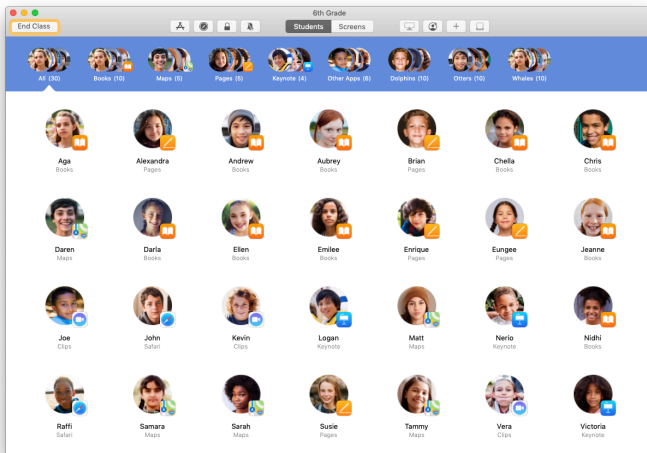 6th Grade
End Class
Students Screens
All (30) Books (10) Maps (5) Pages (5) Keynote (4) Other Apps (6) Dolphins (10) Otters (10) Whales (10)
Aga Alexandra Andrew Aubrey Brian Chella Chris
Books Pages Books Books Pages Books Books
Daren Darla Ellen Emilee Enrique Eungee Jeanne
Maps Books Books Books Pages Pages Books
Joe John Kevin Logan Matt Nerio Nidhi
Clips Safari Clips Keynote Maps Keynote Books
Raffi Samara Sarah Susie Tammy Vera Victoria
Safari Maps Maps Pages Maps Clips Keynote